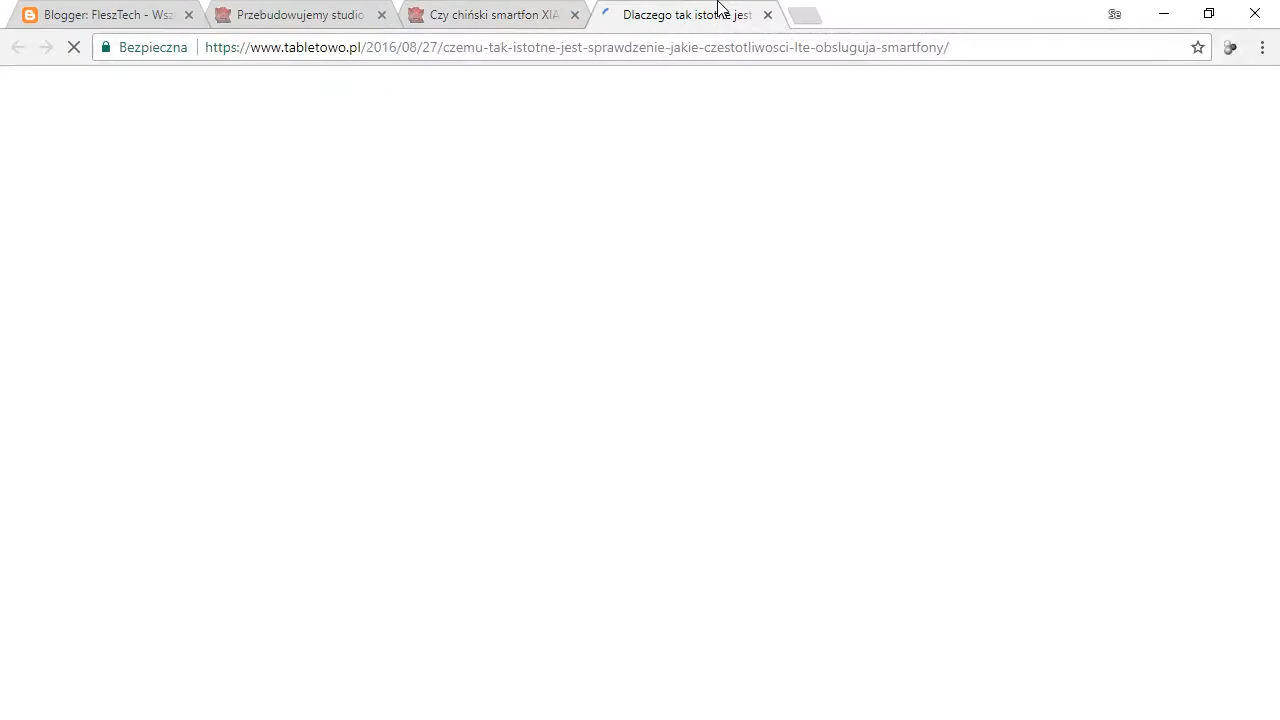 Blogger: FleszTech - Wsz
Przebudowujemy studio
Czy chiński smartfon XIA
Dlaczego tak istotne jest
Se
Bezpieczna https://www.tabletowo.pl/2016/08/27/czemu-tak-istotne-jest-sprawdzenie-jakie-czestotliwosci-lte-obsluguja-smartfony/